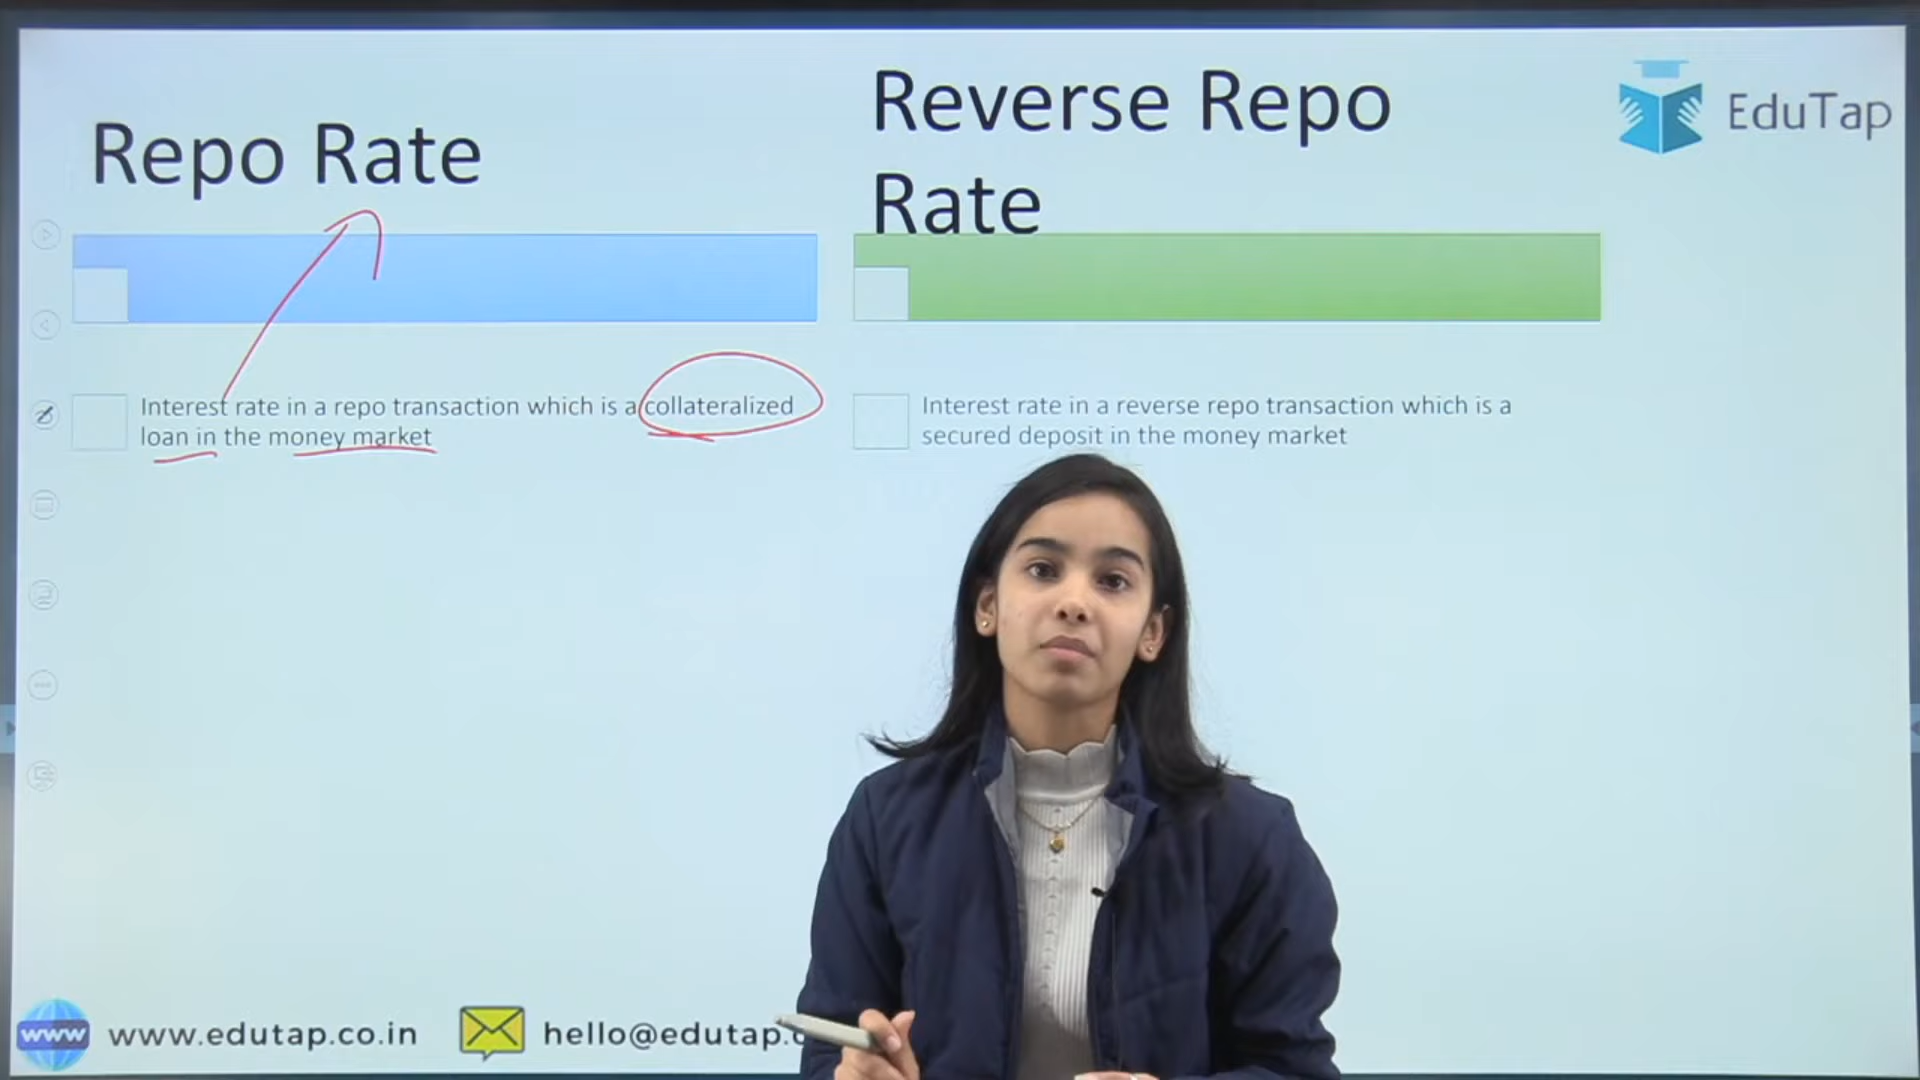 Repo Rate
Reverse Repo
Rate
EduTap
Interest rate in a repo transaction which is a collateralized
loan in the money market
Interest rate in a reverse repo transaction which is a
secured deposit in the money market
www
www.edutap.co.in
hello@edutap.c